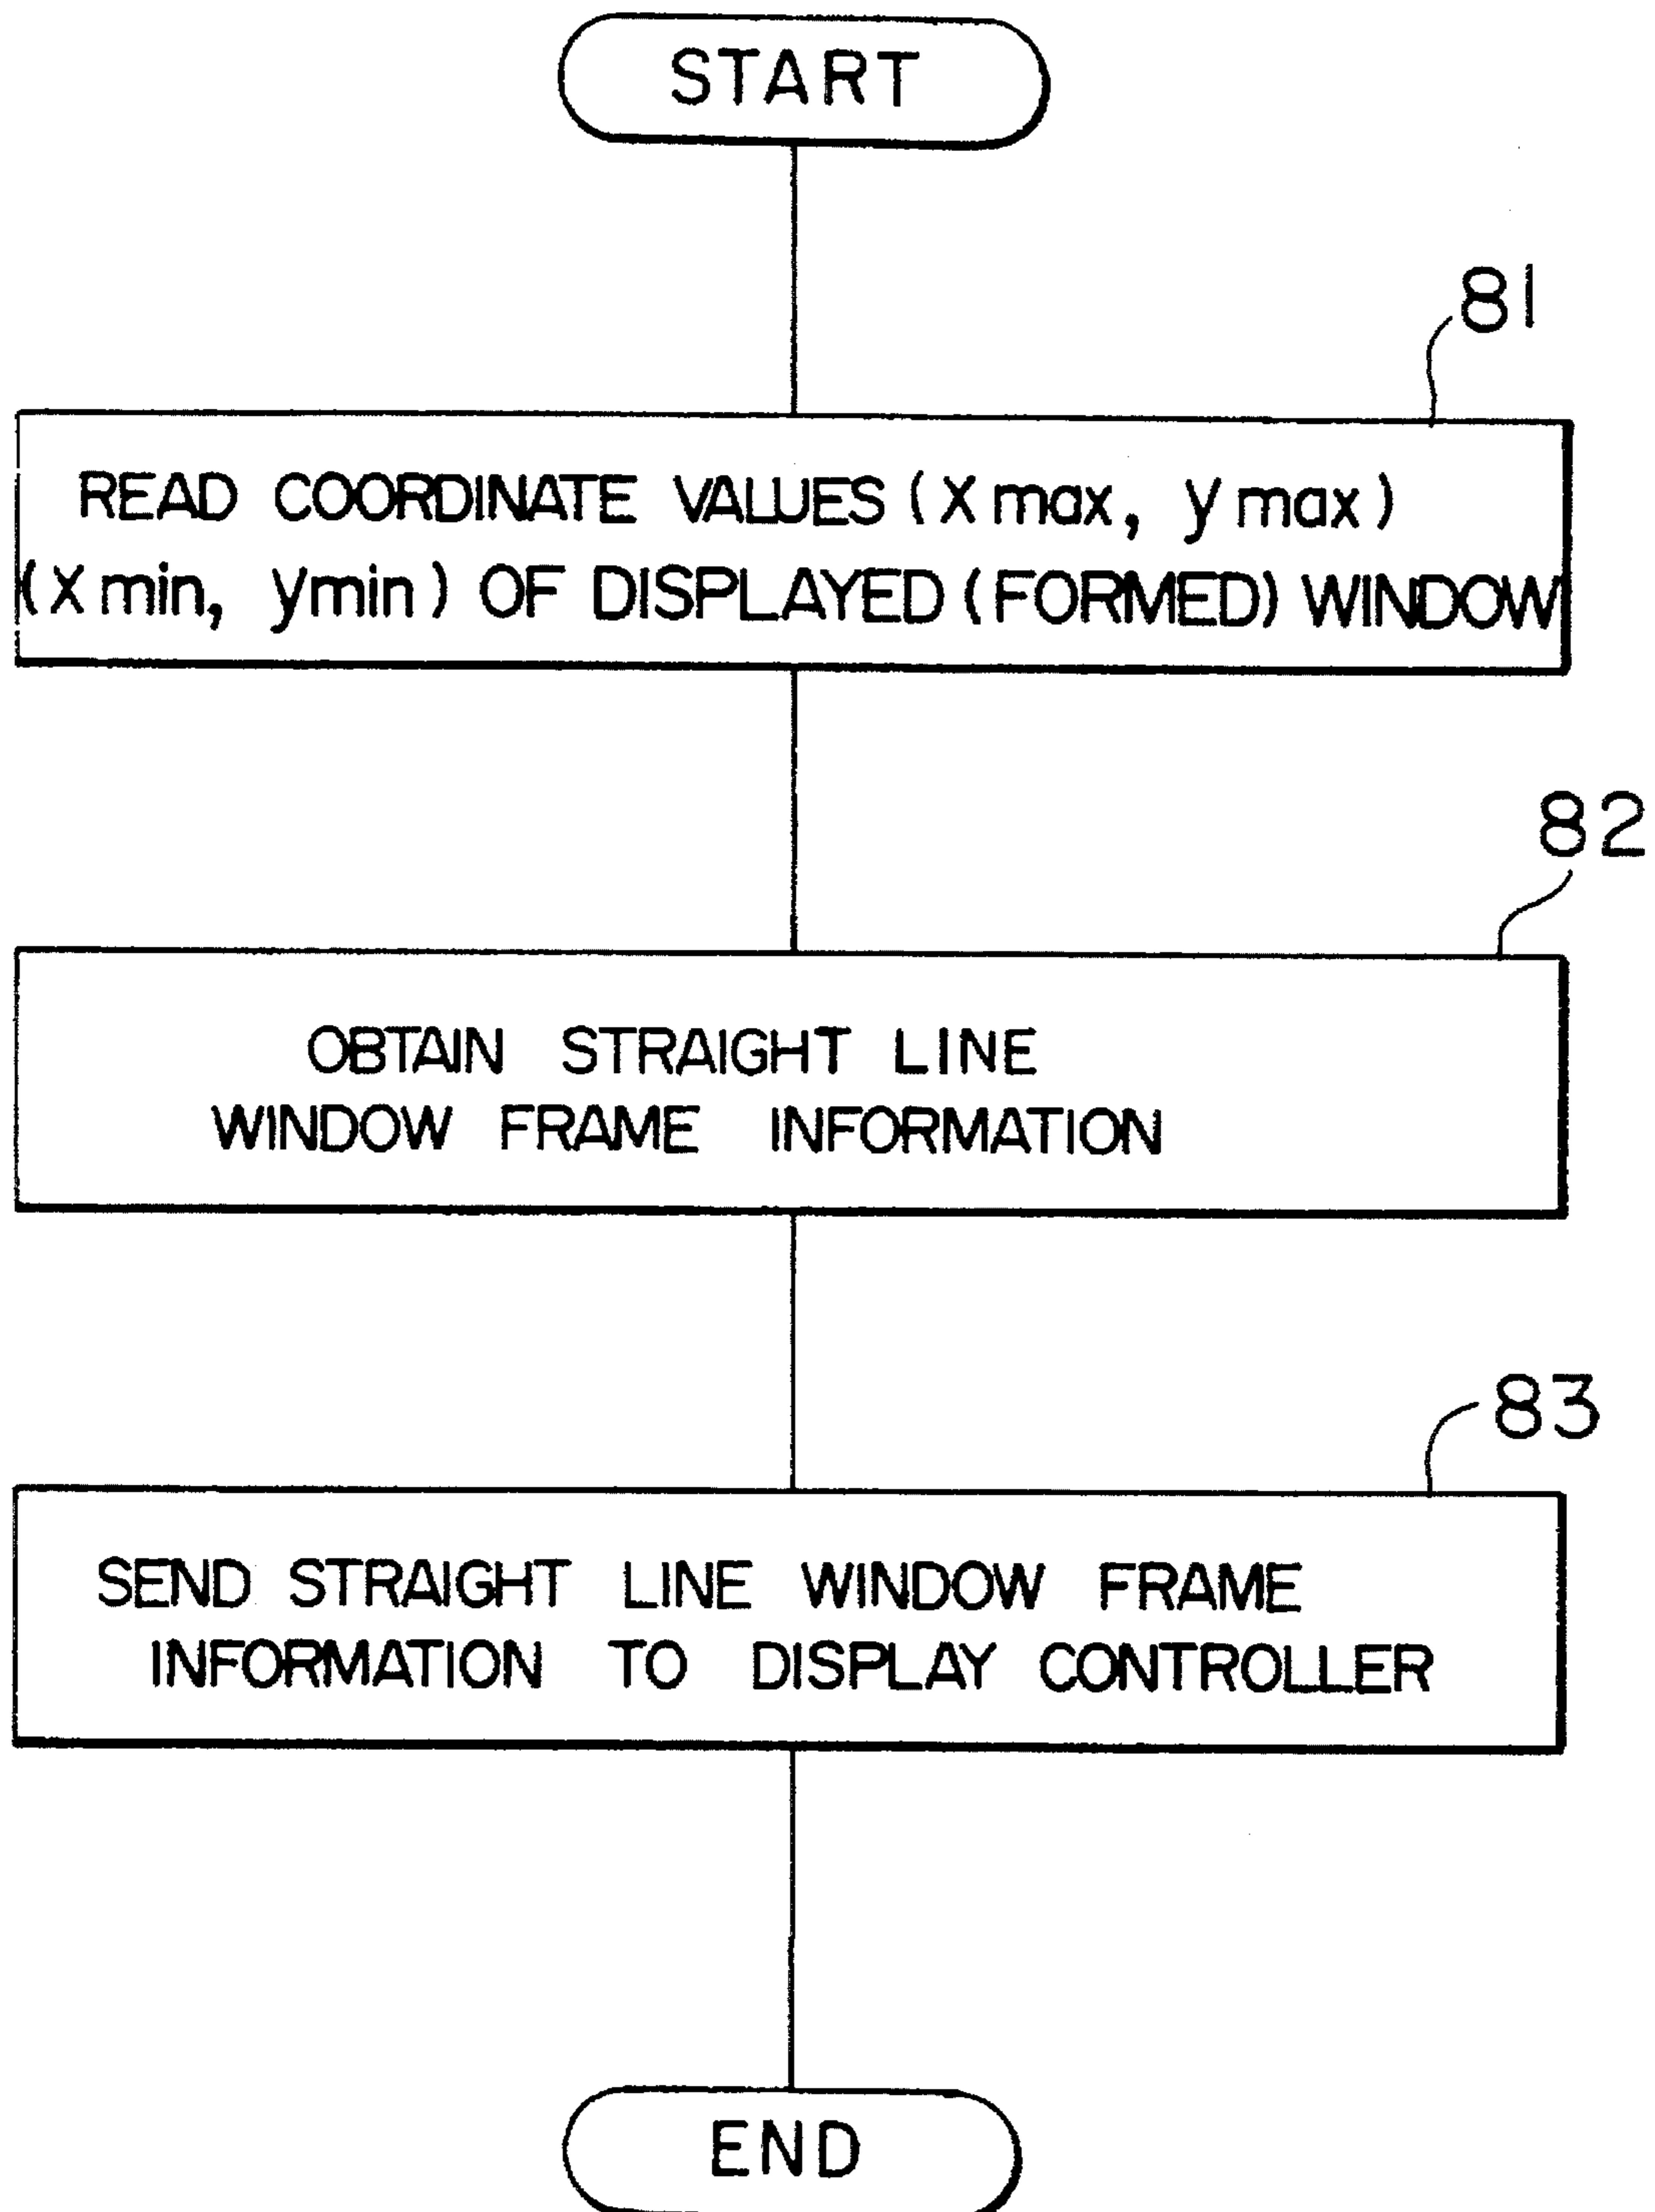 START
81
READ COORDINATE VALUES (x max, y max)
(x min, y min) OF DISPLAYED (FORMED) WINDOW
82
OBTAIN STRAIGHT LINE
WINDOW FRAME INFORMATION
83
SEND STRAIGHT LINE WINDOW FRAME
INFORMATION TO DISPLAY CONTROLLER
END